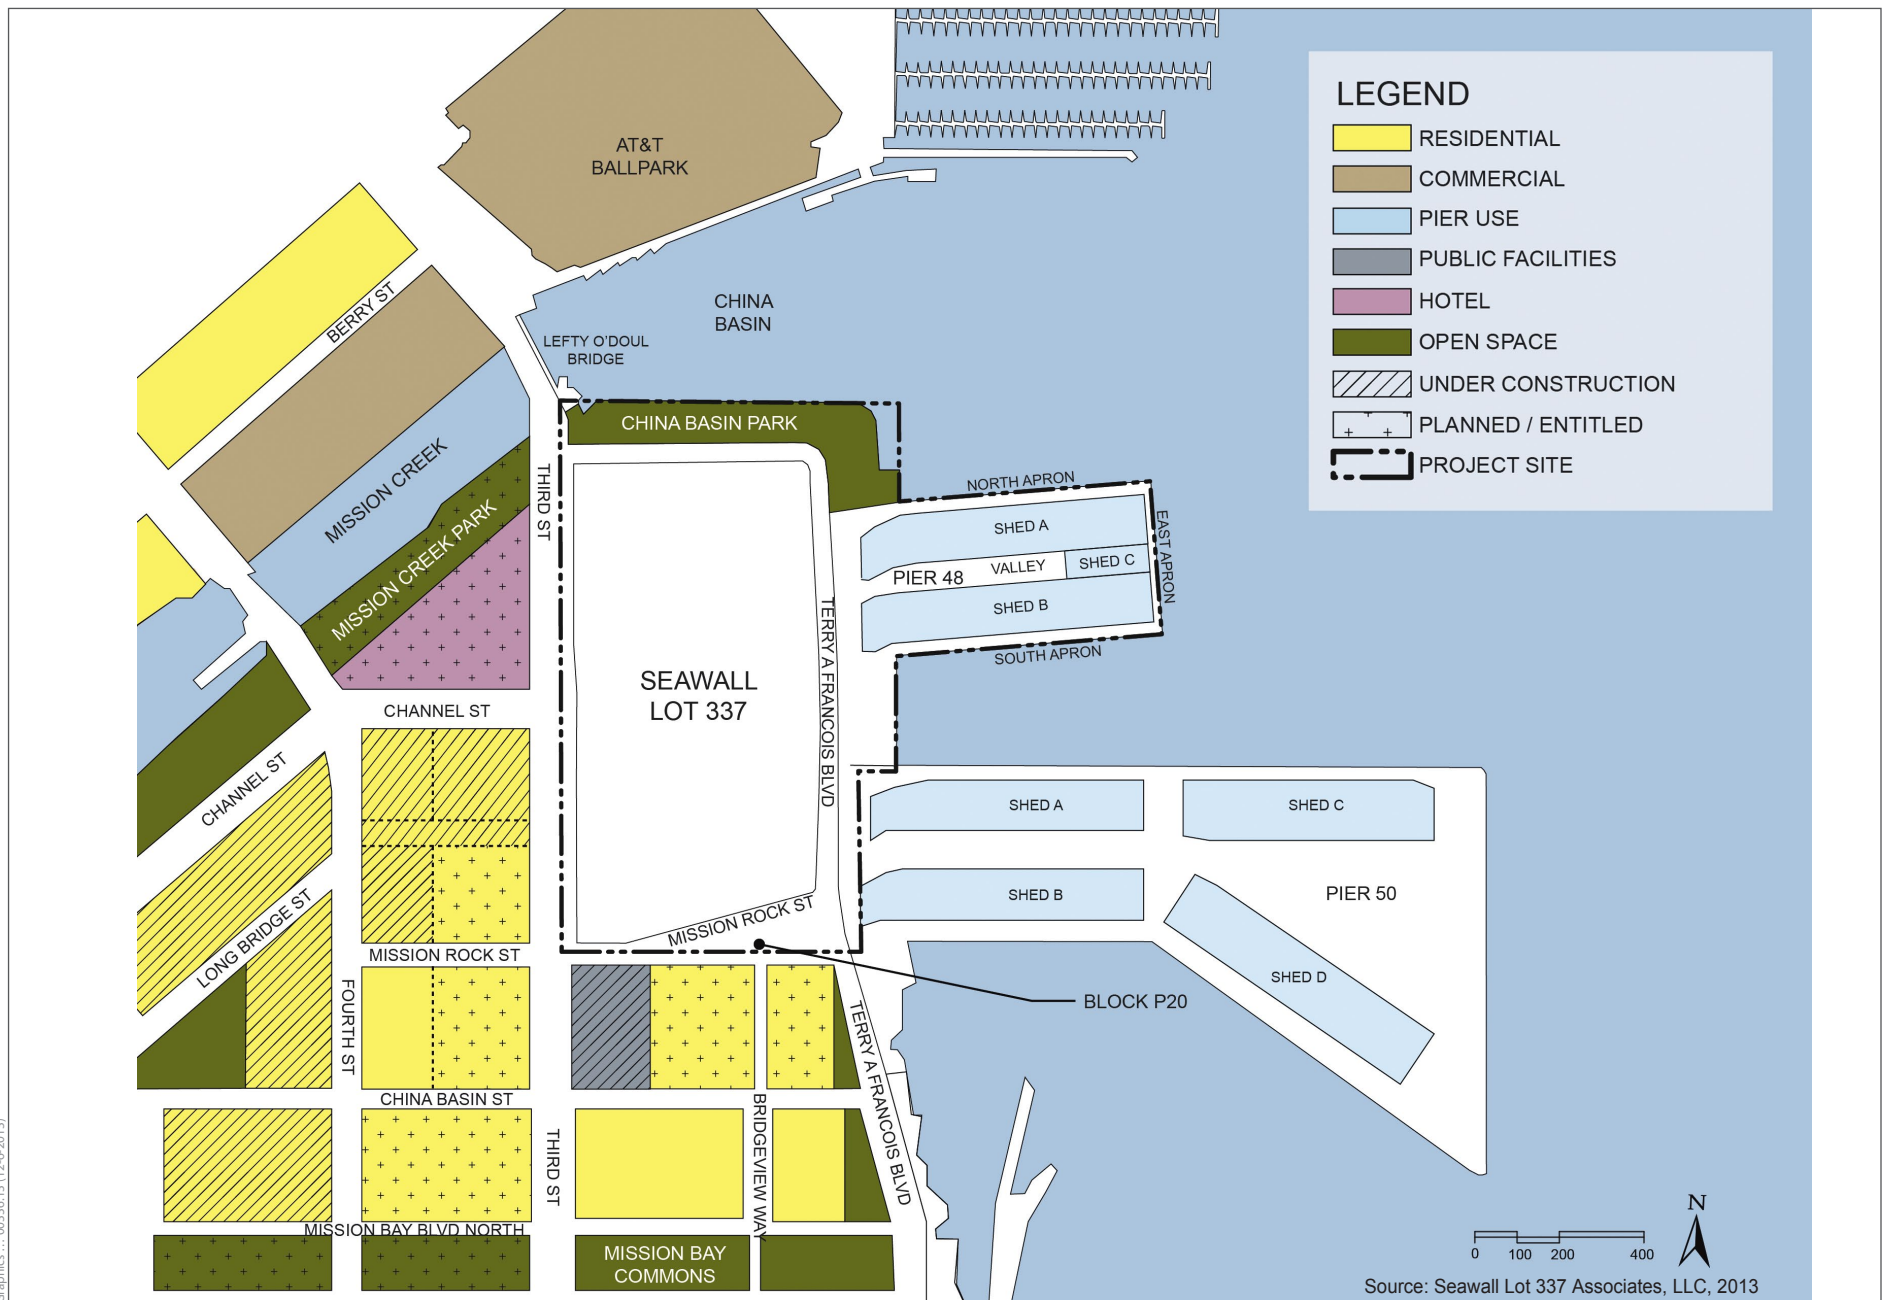 AT&T
BALLPARK
LEGEND
RESIDENTIAL
COMMERCIAL
PIER USE
PUBLIC FACILITIES
HOTEL
OPEN SPACE
UNDER CONSTRUCTION
PLANNED / ENTITLED
PROJECT SITE
BERRY ST
CHINA
BASIN
LEFTY O'DOUL
BRIDGE
CHINA BASIN PARK
MISSION CREEK
MISSION CREEK PARK
THIRD ST
NORTH APRON
SHED A
EAST APRON
PIER 48
VALLEY
SHED C
SHED B
SOUTH APRON
TERRY A FRANCOIS BLVD
SEAWALL
LOT 337
CHANNEL ST
CHANNEL ST
SHED A
SHED C
SHED B
PIER 50
SHED D
LONG BRIDGE ST
MISSION ROCK ST
MISSION ROCK ST
BLOCK P20
FOURTH ST
TERRY A FRANCOIS BLVD
CHINA BASIN ST
THIRD ST
BRIDGEVIEW WAY
MISSION BAY BLVD NORTH
MISSION BAY
COMMONS
N
0 100 200 400
Source: Seawall Lot 337 Associates, LLC, 2013